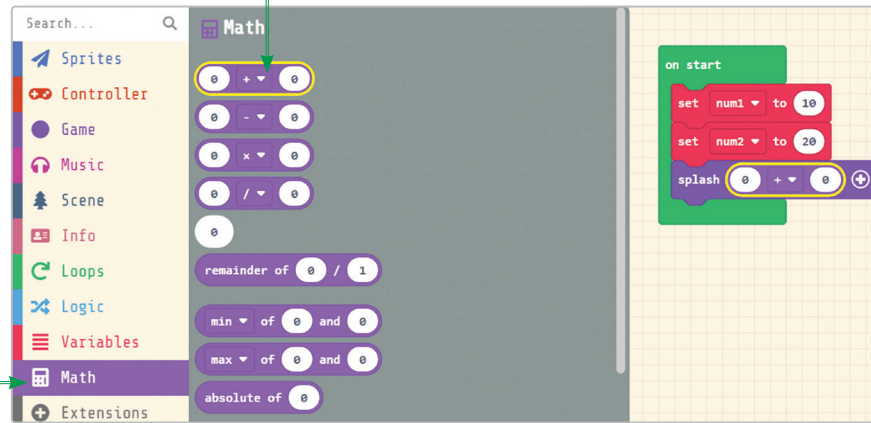 Search...
Sprites
Controller
Game
Music
Scene
Info
Loops
Logic
Variables
Math
Extensions
Math
0 + 0
0 - 0
0 × 0
0 / 0
0
remainder of 0 / 1
min of 0 and 0
max of 0 and 0
absolute of 0
on start
set num1 to 10
set num2 to 20
splash 0 + 0